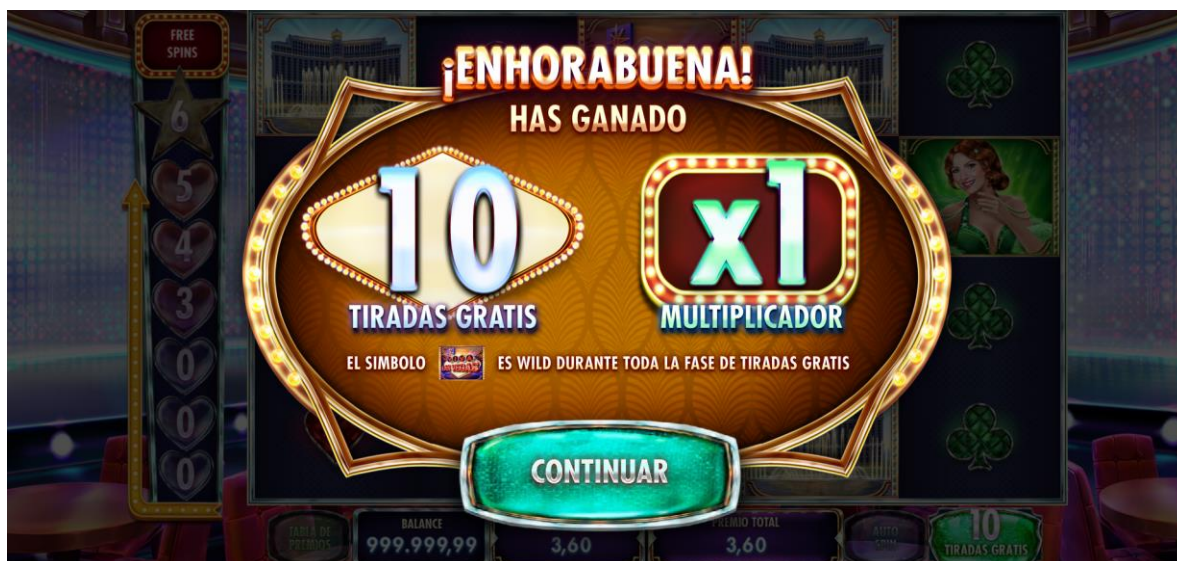 FREE
SPINS
6
5
4
3
0
0
0
¡ENHORABUENA!
HAS GANADO
10
TIRADAS GRATIS
x1
MULTIPLICADOR
EL SIMBOLO
ES WILD DURANTE TODA LA FASE DE TIRADAS GRATIS
CONTINUAR
TABLA DE
PREMIOS
BALANCE
999.999,99
3,60
PREMIO TOTAL
3,60
AUTO
SPIN
10
TIRADAS GRATIS